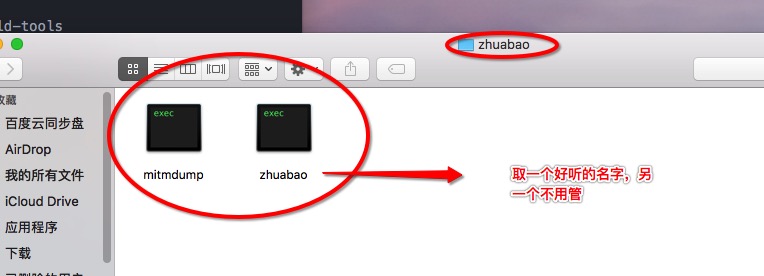 ld-tools
zhuabao
收藏
百度云同步盘
AirDrop
我的所有文件
iCloud Drive
应用程序
下载
exec
exec
mitmdump
zhuabao
取一个好听的名字，另
一个不用管